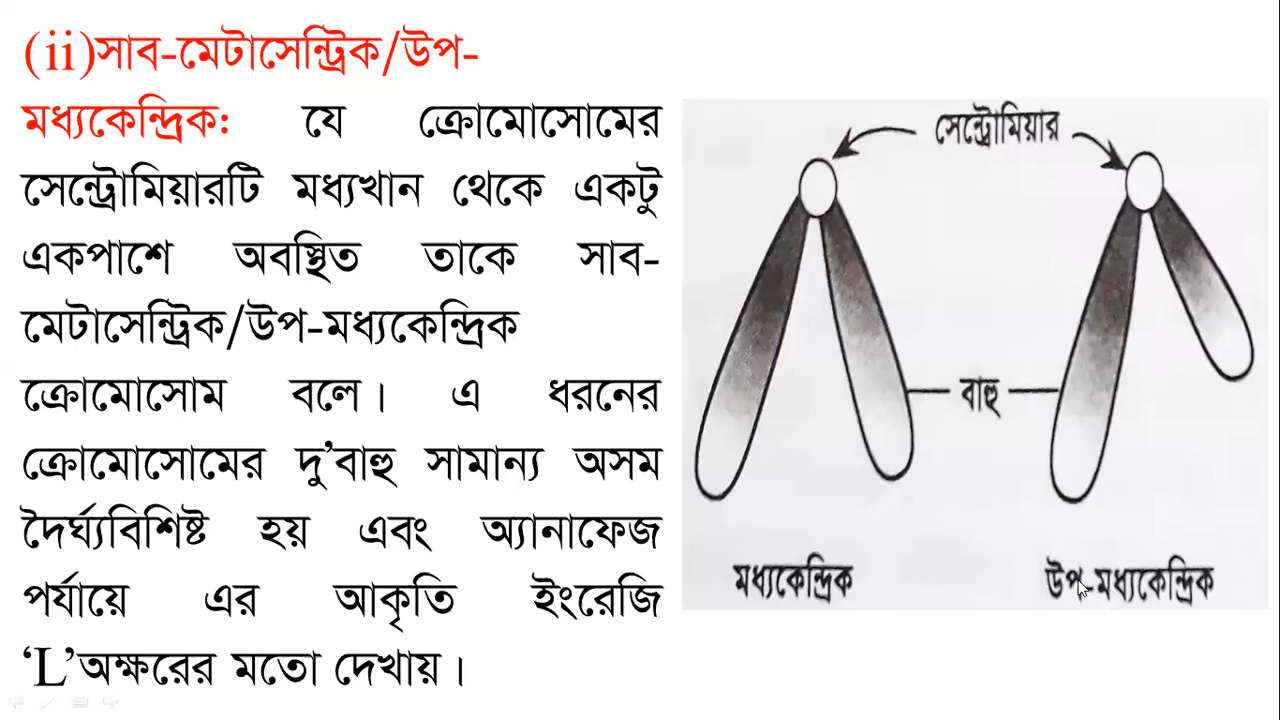 (ii)সাব-মেটাসেন্ট্রিক/উপ-
মধ্যকেন্দ্রিকঃ যে ক্রোমোসোমের
সেন্ট্রোমিয়ারটি মধ্যখান থেকে একটু
একপাশে অবস্থিত তাকে সাব-
মেটাসেন্ট্রিক/উপ-মধ্যকেন্দ্রিক
ক্রোমোসোম বলে। এ ধরনের
ক্রোমোসোমের দু’বাহু সামান্য অসম
দৈর্ঘ্যবিশিষ্ট হয় এবং অ্যানাফেজ
পর্যায়ে এর আকৃতি ইংরেজি
‘L’অক্ষরের মতো দেখায়।
সেন্ট্রোমিয়ার
বাহু
মধ্যকেন্দ্রিক
উপ-মধ্যকেন্দ্রিক